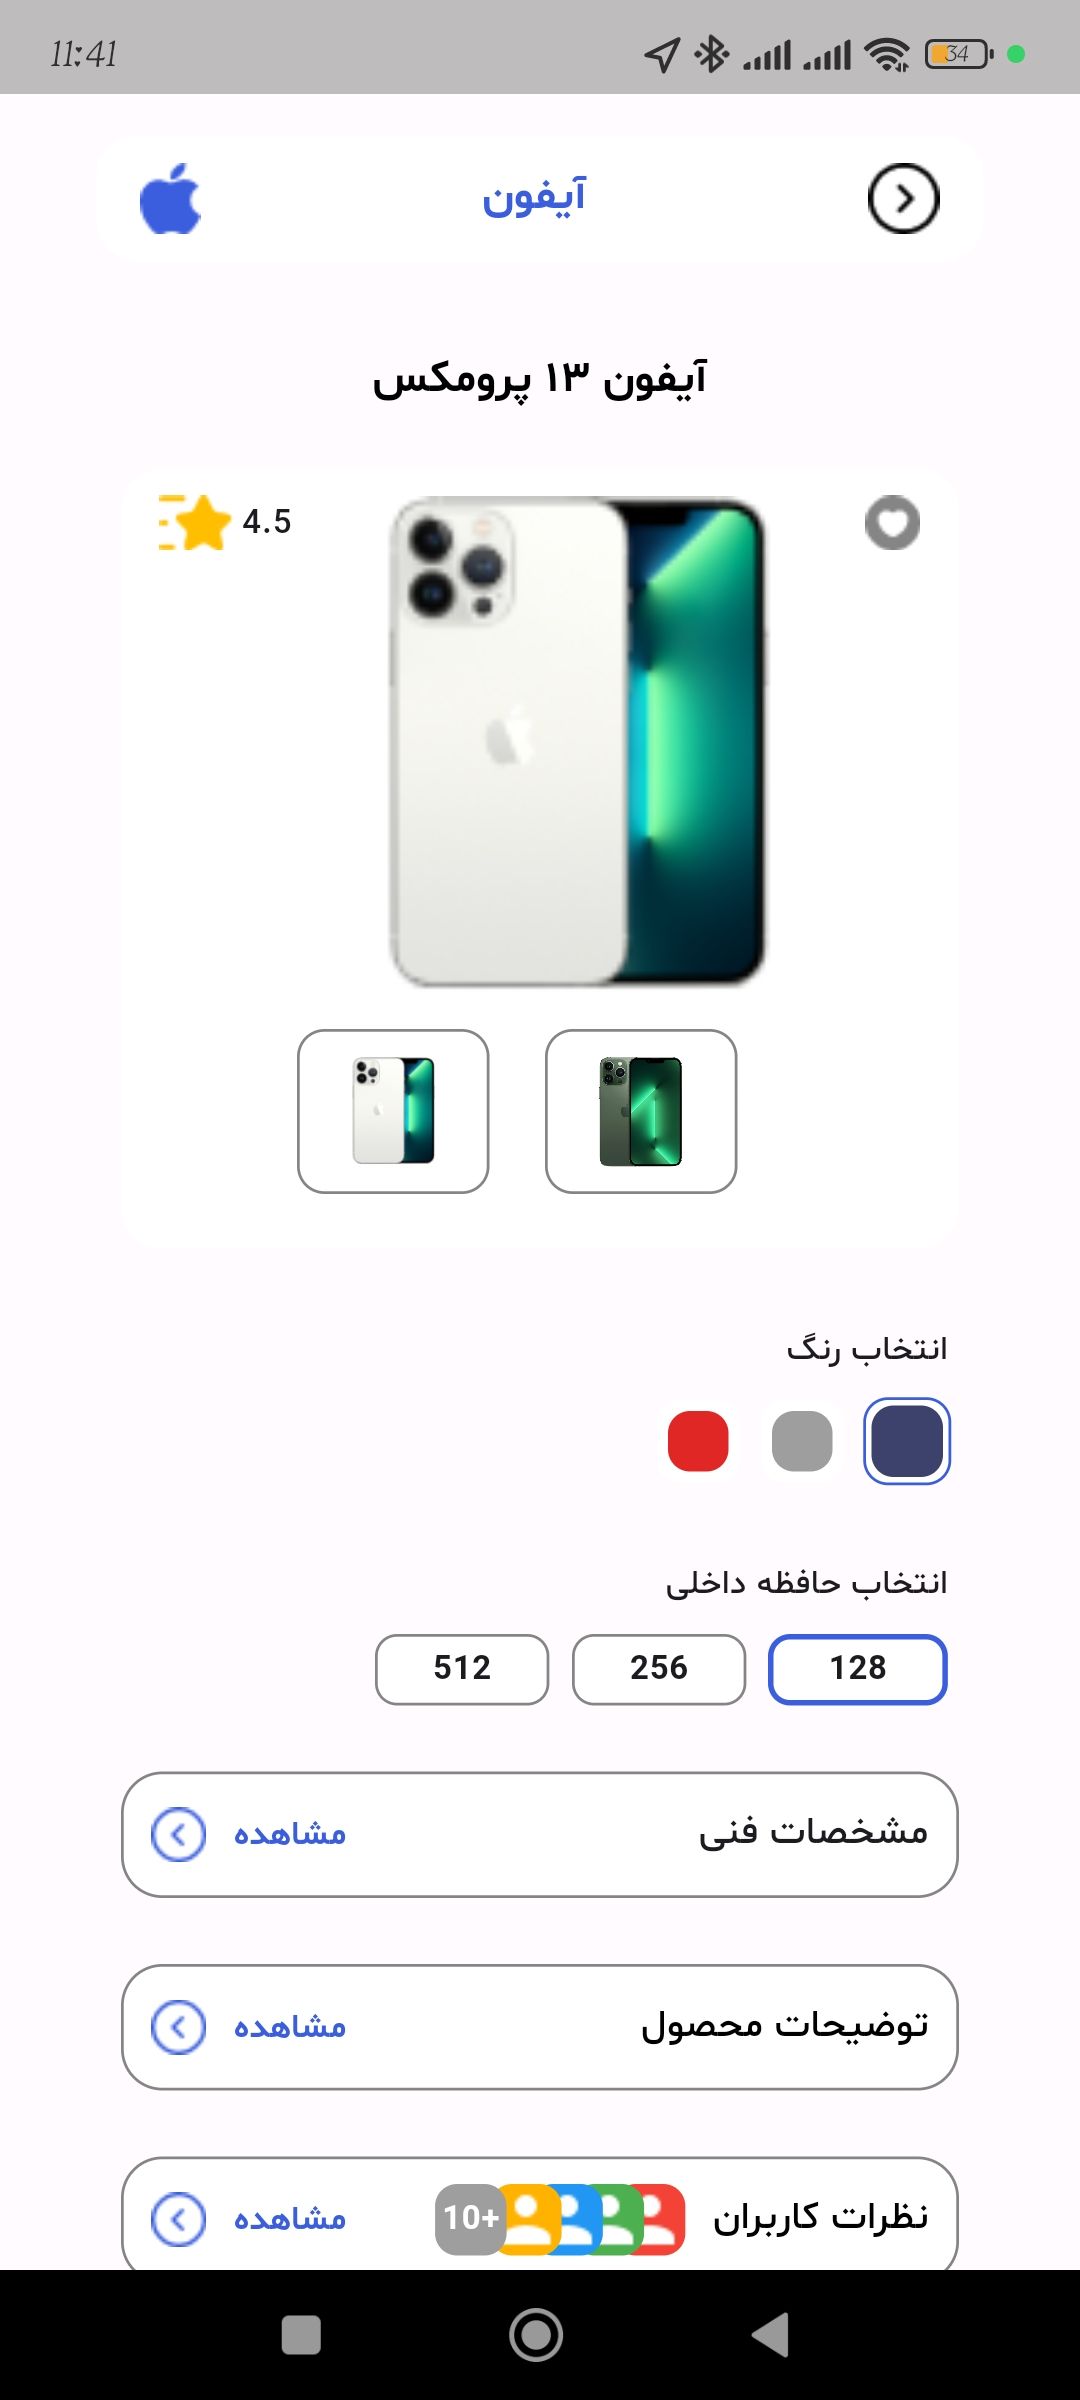 11:41
34
آیفون
آیفون ۱۳ پرومکس
4.5
انتخاب رنگ
انتخاب حافظه داخلی
128 256 512
مشخصات فنی مشاهده
توضیحات محصول مشاهده
نظرات کاربران 10+ مشاهده